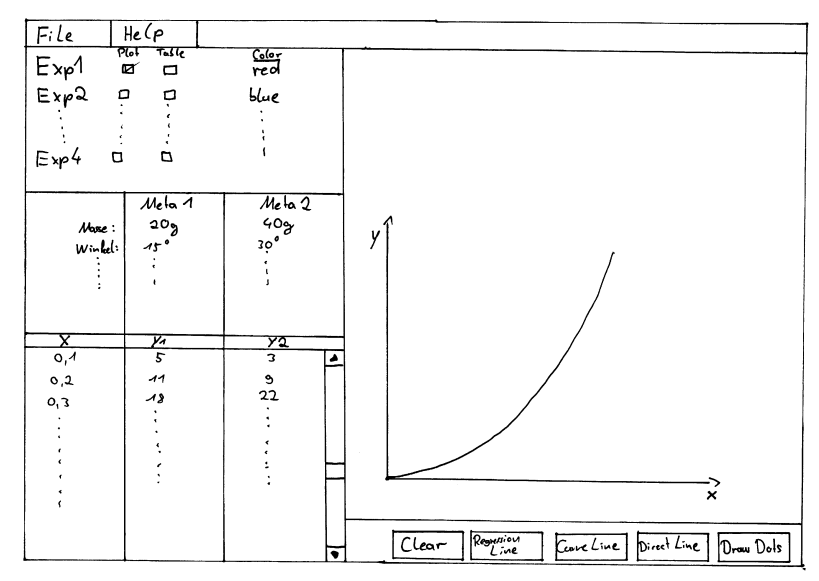 File Help
Plot Table Color
Exp1 red
Exp2 blue
Exp4
Meta 1 Meta 2
Masse: 20g 40g
Winkel: 15° 30°
X Y1 Y2
0,1 5 3
0,2 11 9
0,3 18 22
y
x
Clear Regression Line Curve Line Direct Line Draw Dots